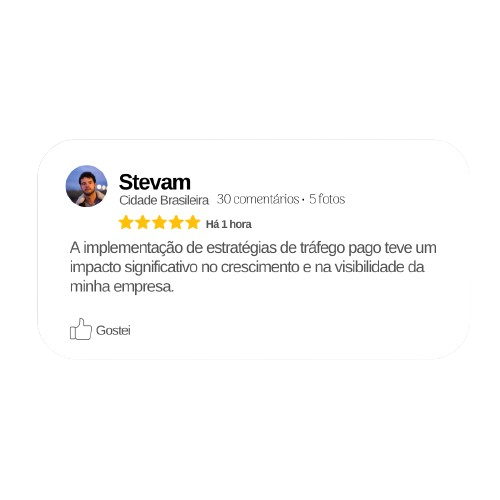 Stevam
Cidade Brasileira 30 comentários • 5 fotos
Há 1 hora
A implementação de estratégias de tráfego pago teve um
impacto significativo no crescimento e na visibilidade da
minha empresa.
Gostei